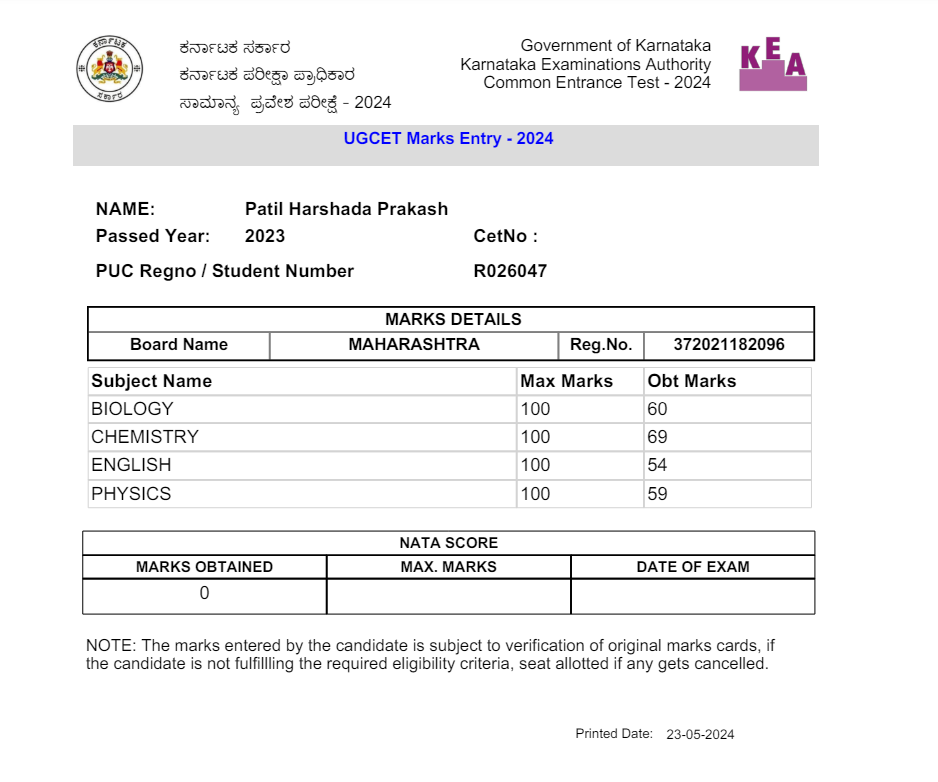 ಕರ್ನಾಟಕ
ಸರ್ಕಾರ
ಕರ್ನಾಟಕ ಸರ್ಕಾರ
ಕರ್ನಾಟಕ ಪರೀಕ್ಷಾ ಪ್ರಾಧಿಕಾರ
ಸಾಮಾನ್ಯ ಪ್ರವೇಶ ಪರೀಕ್ಷೆ - 2024
Government of Karnataka
Karnataka Examinations Authority
Common Entrance Test - 2024
KEA
UGCET Marks Entry - 2024
NAME: Patil Harshada Prakash
Passed Year: 2023 CetNo :
PUC Regno / Student Number R026047
MARKS DETAILS
Board Name MAHARASHTRA Reg.No. 372021182096
Subject Name Max Marks Obt Marks
BIOLOGY 100 60
CHEMISTRY 100 69
ENGLISH 100 54
PHYSICS 100 59
NATA SCORE
MARKS OBTAINED MAX. MARKS DATE OF EXAM
0
NOTE: The marks entered by the candidate is subject to verification of original marks cards, if
the candidate is not fulfillling the required eligibility criteria, seat allotted if any gets cancelled.
Printed Date: 23-05-2024